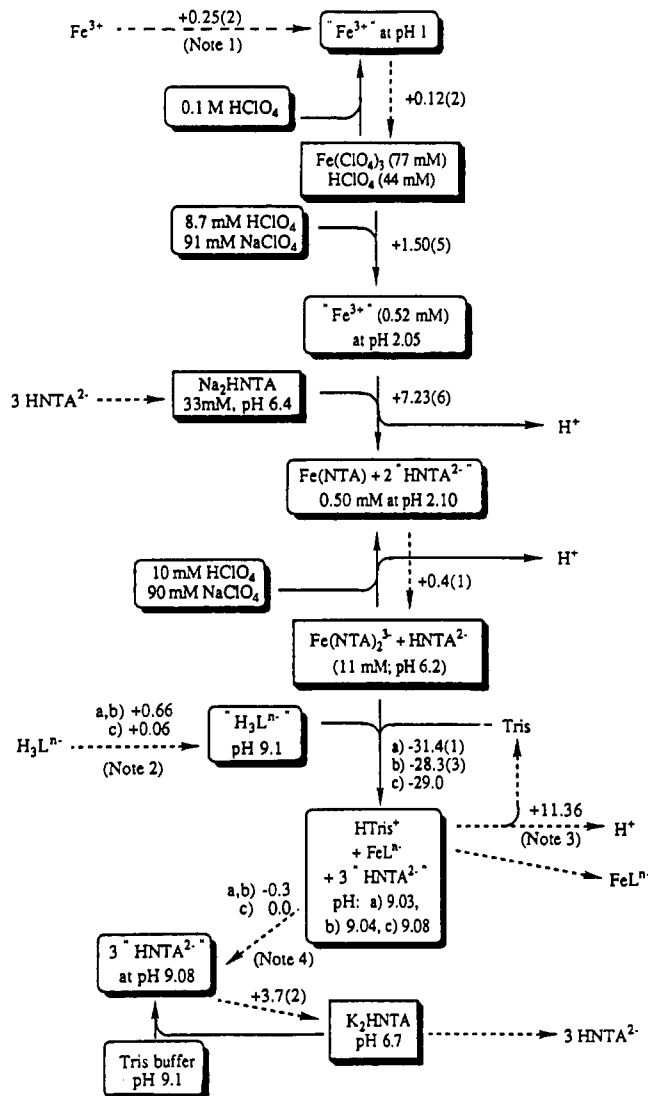 Fe³⁺
+0.25(2)
(Note 1)
"Fe³⁺" at pH 1
0.1 M HClO₄
+0.12(2)
Fe(ClO₄)₃ (77 mM)
HClO₄ (44 mM)
8.7 mM HClO₄
91 mM NaClO₄
+1.50(5)
"Fe³⁺" (0.52 mM)
at pH 2.05
3 HNTA²⁻
Na₂HNTA
33mM, pH 6.4
+7.23(6)
H⁺
Fe(NTA) + 2 "HNTA²⁻"
0.50 mM at pH 2.10
10 mM HClO₄
90 mM NaClO₄
H⁺
+0.4(1)
Fe(NTA)₂³⁻ + HNTA²⁻
(11 mM; pH 6.2)
H₃Lⁿ⁻
a,b) +0.66
c) +0.06
(Note 2)
"H₃Lⁿ⁻"
pH 9.1
Tris
a) -31.4(1)
b) -28.3(3)
c) -29.0
HTris⁺
+ FeLⁿ⁻
+ 3 "HNTA²⁻"
pH: a) 9.03,
b) 9.04, c) 9.08
+11.36
(Note 3)
H⁺
FeLⁿ⁻
a,b) -0.3
c) 0.0
(Note 4)
3 "HNTA²⁻"
at pH 9.08
+3.7(2)
K₂HNTA
pH 6.7
3 HNTA²⁻
Tris buffer
pH 9.1